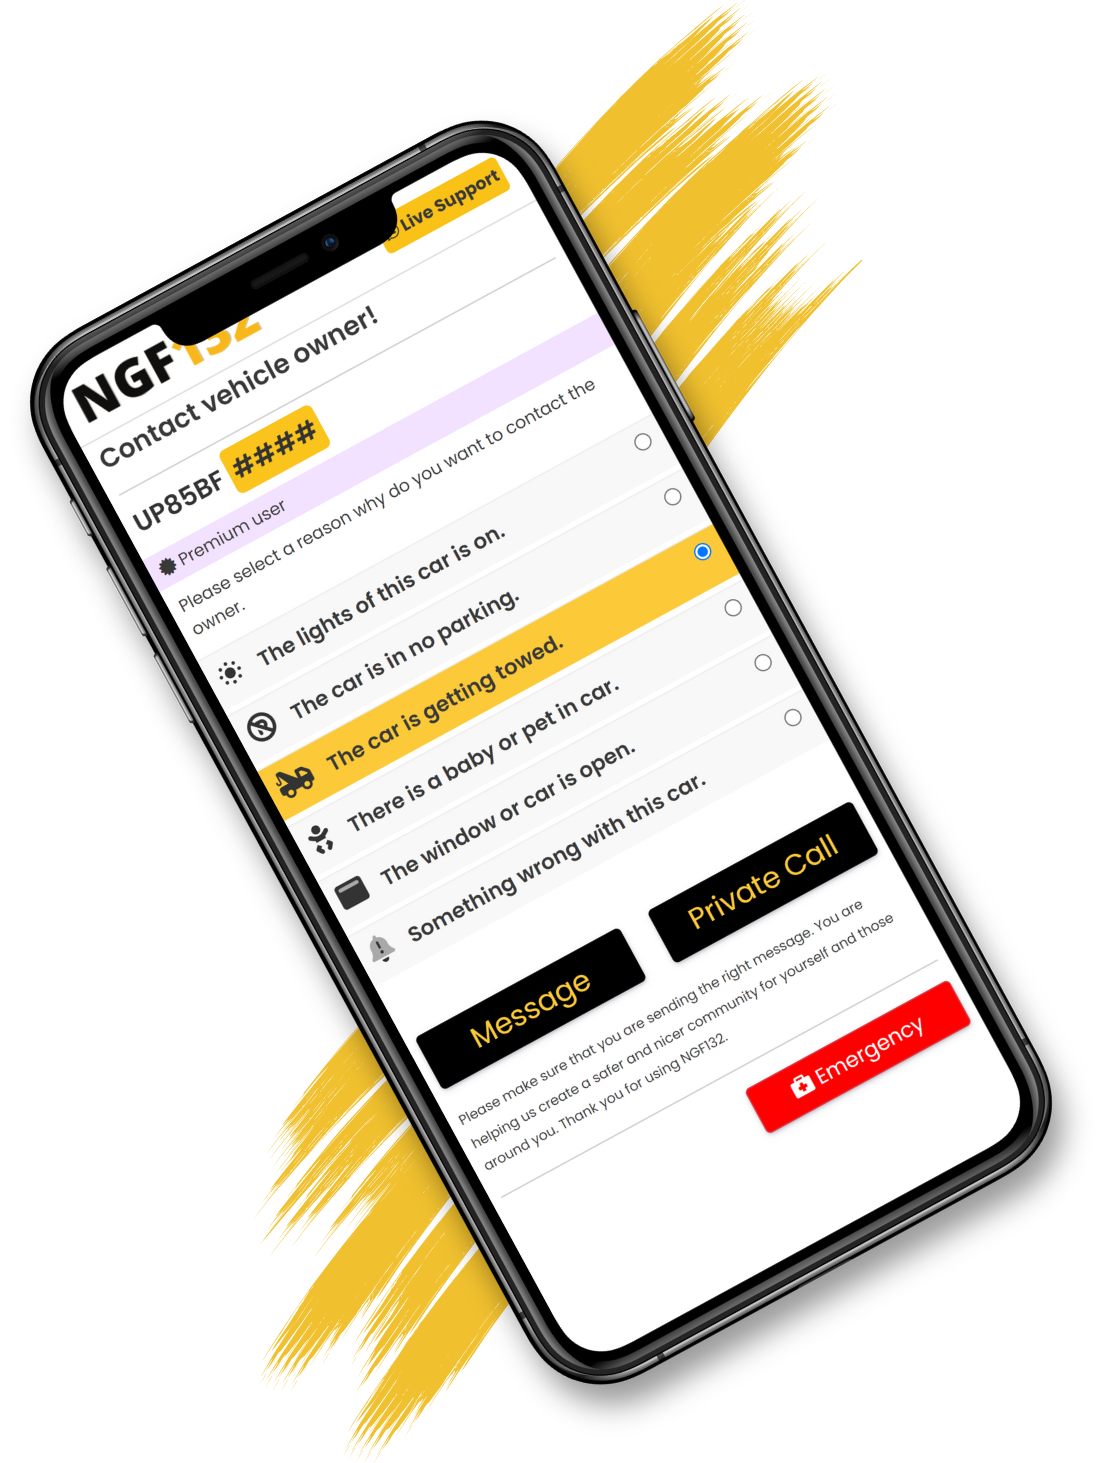 Live Support
NGF132
Contact vehicle owner!
UP85BF ####
Premium user
Please select a reason why do you want to contact the
owner.
The lights of this car is on.
The car is in no parking.
The car is getting towed.
There is a baby or pet in car.
The window or car is open.
Something wrong with this car.
Message
Private Call
Please make sure that you are sending the right message. You are
helping us create a safer and nicer community for yourself and those
around you. Thank you for using NGF132.
Emergency